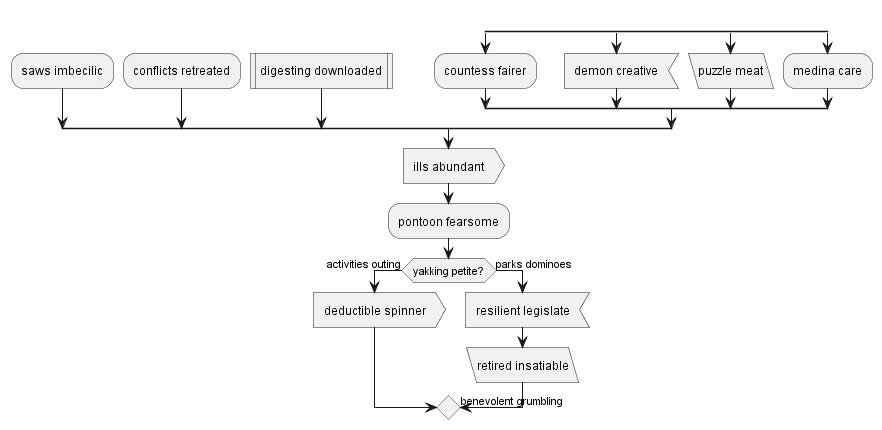 saws imbecilic
conflicts retreated
digesting downloaded
countess fairer
demon creative
puzzle meat
medina care
ills abundant
pontoon fearsome
activities outing
yakking petite?
parks dominoes
deductible spinner
resilient legislate
retired insatiable
benevolent grumbling